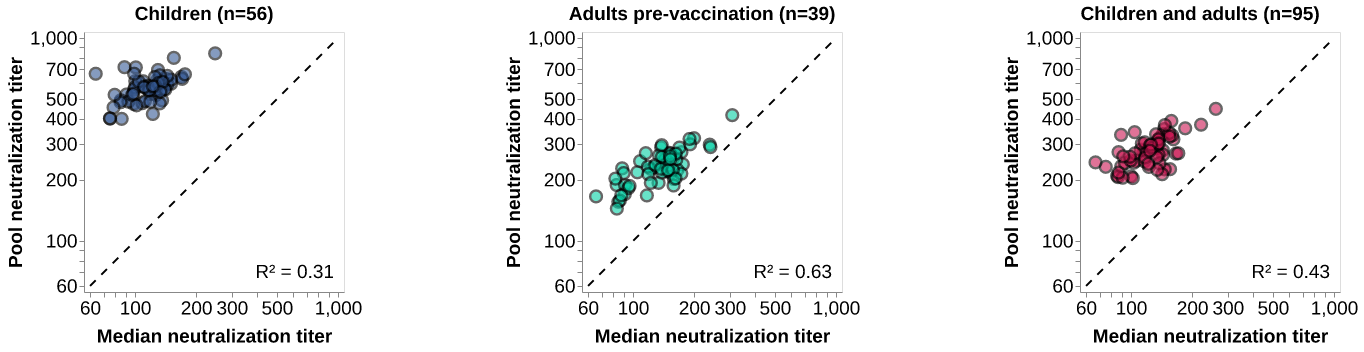 Children (n=56)
Pool neutralization titer
1,000
700
500
400
300
200
100
60
R² = 0.31
60 100 200 300 500 1,000
Median neutralization titer
Adults pre-vaccination (n=39)
Pool neutralization titer
1,000
700
500
400
300
200
100
60
R² = 0.63
60 100 200 300 500 1,000
Median neutralization titer
Children and adults (n=95)
Pool neutralization titer
1,000
700
500
400
300
200
100
60
R² = 0.43
60 100 200 300 500 1,000
Median neutralization titer